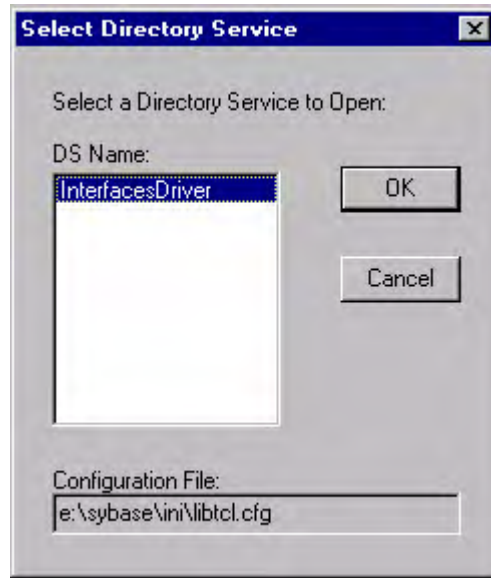 Select Directory Service
Select a Directory Service to Open:
DS Name:
InterfacesDriver
OK
Cancel
Configuration File:
e:\sybase\ini\libtcl.cfg